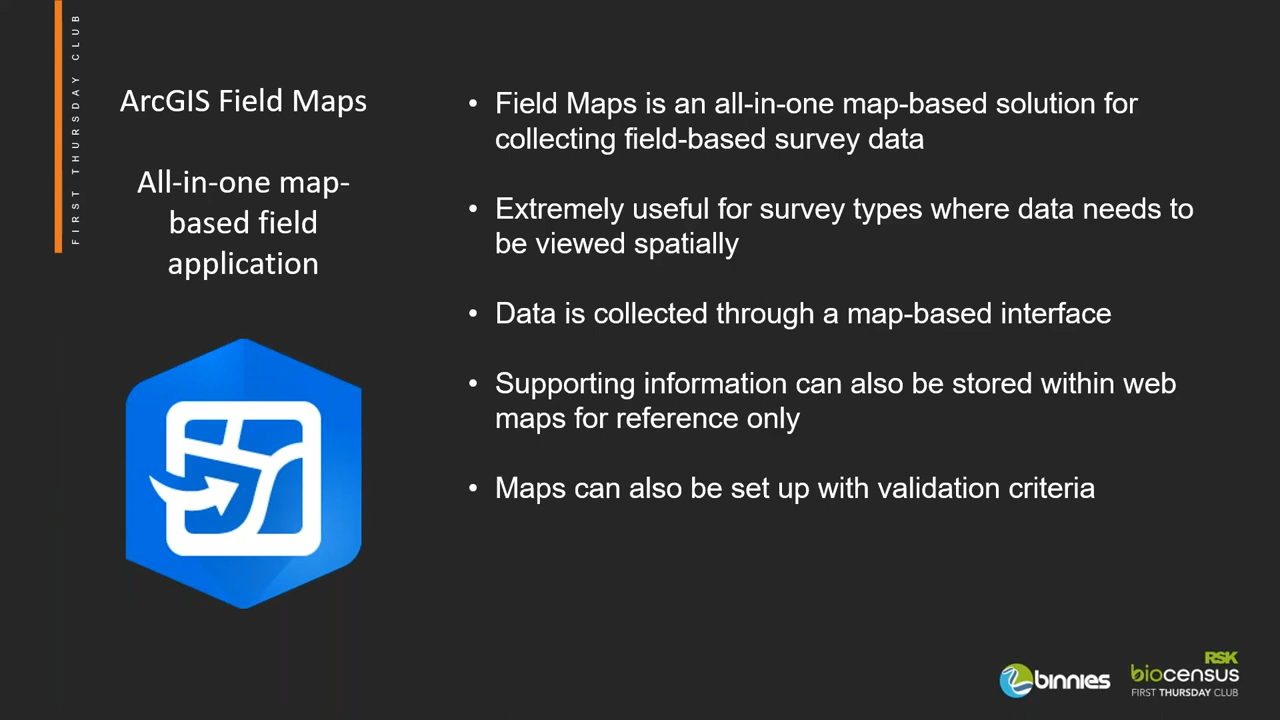 FIRST THURSDAY CLUB
ArcGIS Field Maps
All-in-one map-
based field
application
• Field Maps is an all-in-one map-based solution for
collecting field-based survey data
• Extremely useful for survey types where data needs to
be viewed spatially
• Data is collected through a map-based interface
• Supporting information can also be stored within web
maps for reference only
• Maps can also be set up with validation criteria
binnies
RSK
biocensus
FIRST THURSDAY CLUB